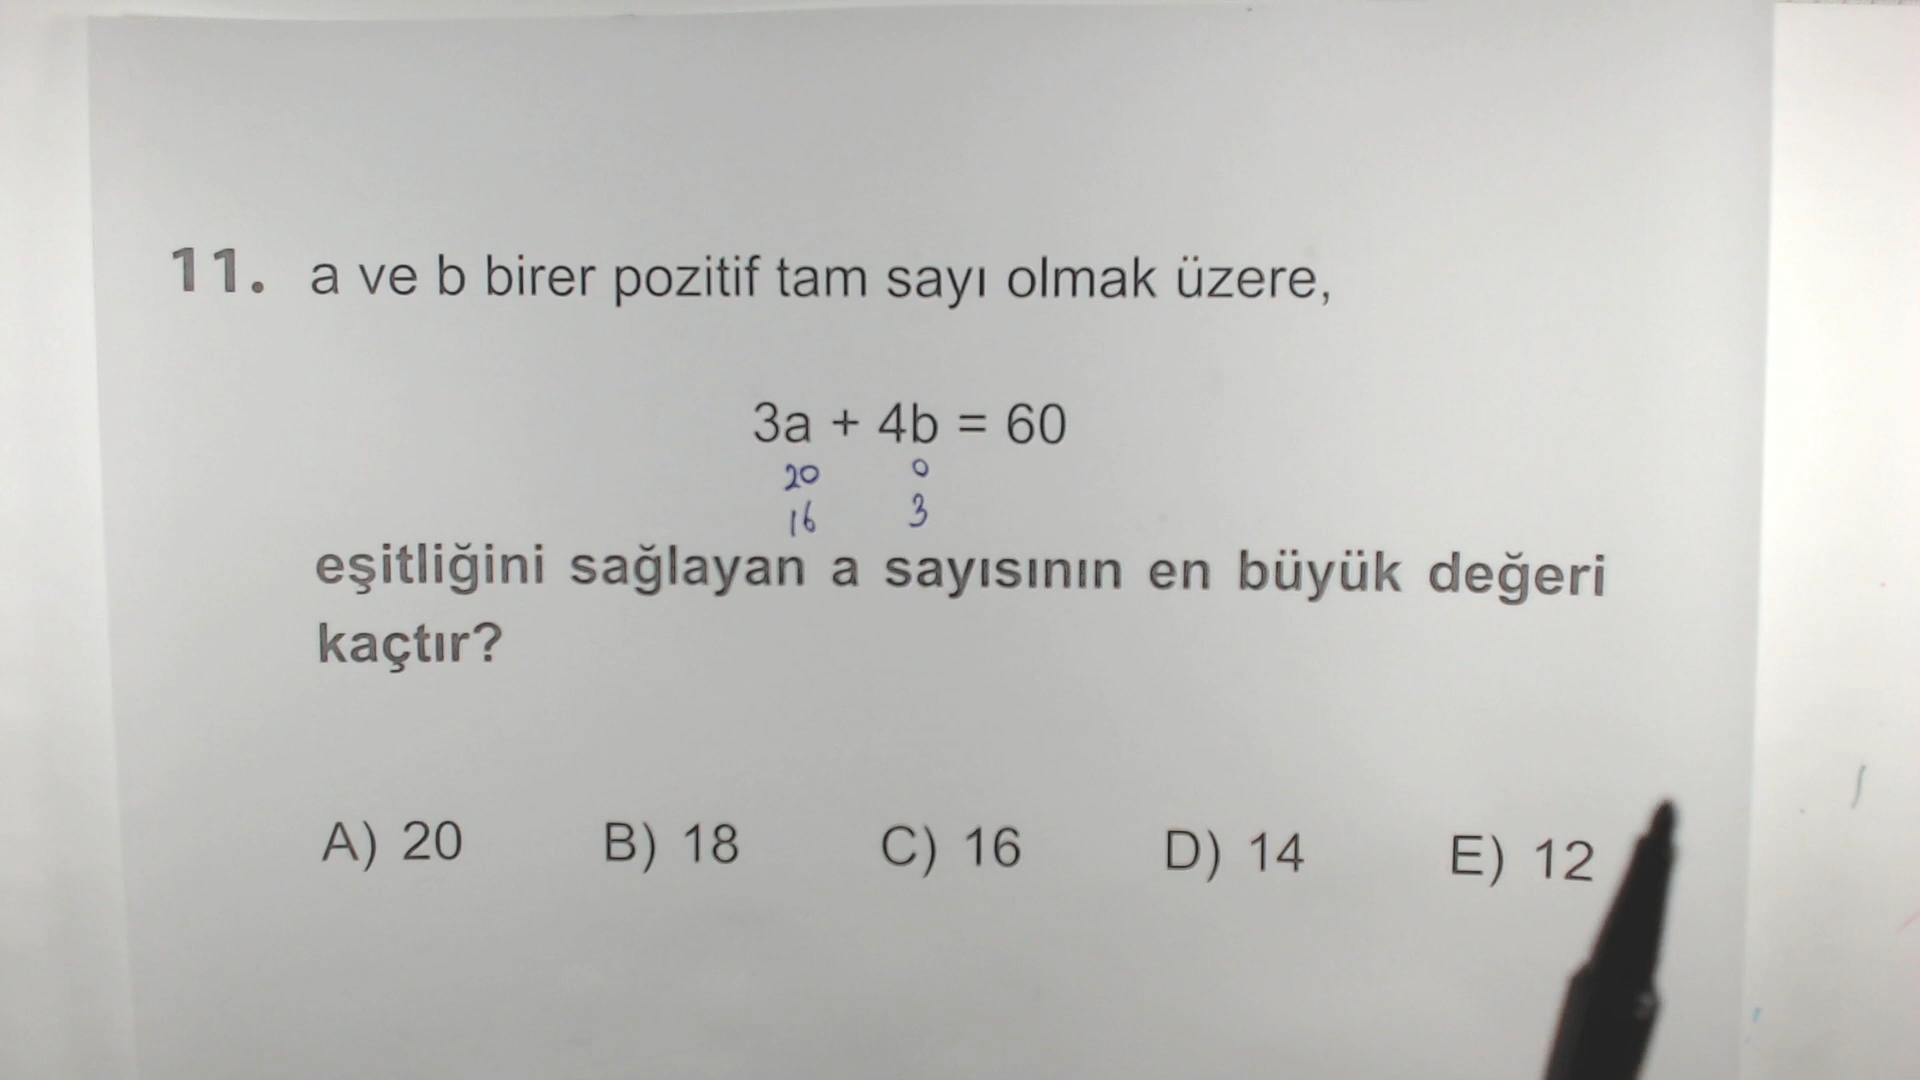 11. a ve b birer pozitif tam sayı olmak üzere,
3a + 4b = 60
20 0
16 3
eşitliğini sağlayan a sayısının en büyük değeri
kaçtır?
A) 20 B) 18 C) 16 D) 14 E) 12